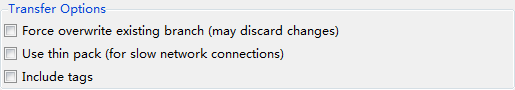 Transfer Options
Force overwrite existing branch (may discard changes)
Use thin pack (for slow network connections)
Include tags